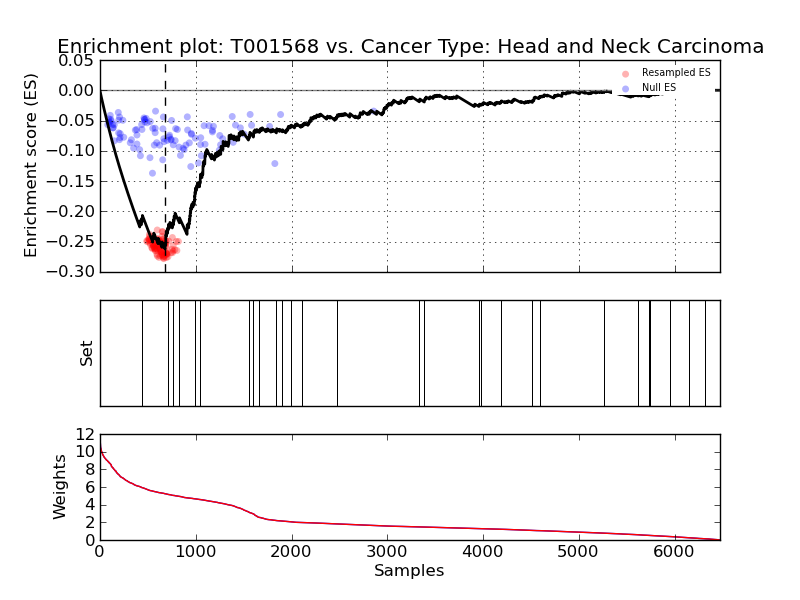 Enrichment plot: T001568 vs. Cancer Type: Head and Neck Carcinoma
0.05
0.00
−0.05
−0.10
−0.15
−0.20
−0.25
−0.30
Enrichment score (ES)
Resampled ES
Null ES
Set
12
10
8
6
4
2
0
Weights
0 1000 2000 3000 4000 5000 6000
Samples